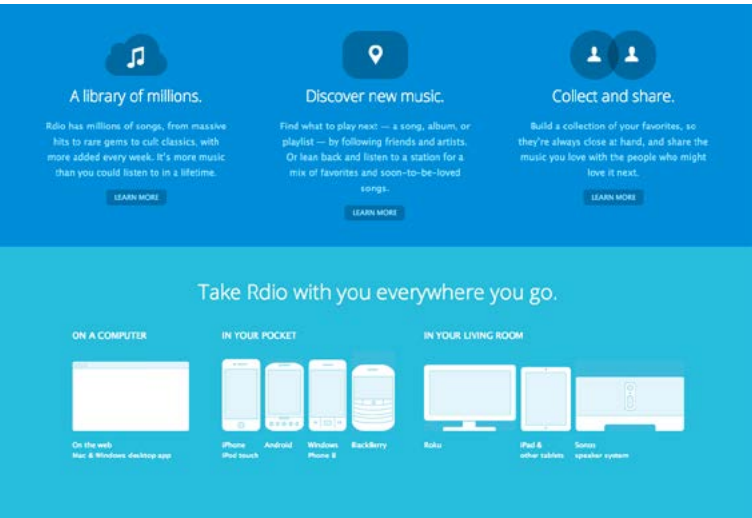 A library of millions.
Rdio has millions of songs, from massive
hits to rare gems to cult classics, with
more added every week. It's more music
than you could listen to in a lifetime.
LEARN MORE
Discover new music.
Find what to play next — a song, album, or
playlist — by following friends and artists.
Or lean back and listen to a station for a
mix of favorites and soon-to-be-loved
songs.
LEARN MORE
Collect and share.
Build a collection of your favorites, so
they're always close at hand, and share the
music you love with the people who might
love it next.
LEARN MORE
Take Rdio with you everywhere you go.
ON A COMPUTER
On the web
Mac & Windows desktop app
IN YOUR POCKET
iPhone
iPod touch
Android
Windows
Phone 8
BlackBerry
IN YOUR LIVING ROOM
Roku
iPad &
other tablets
Sonos
speaker system